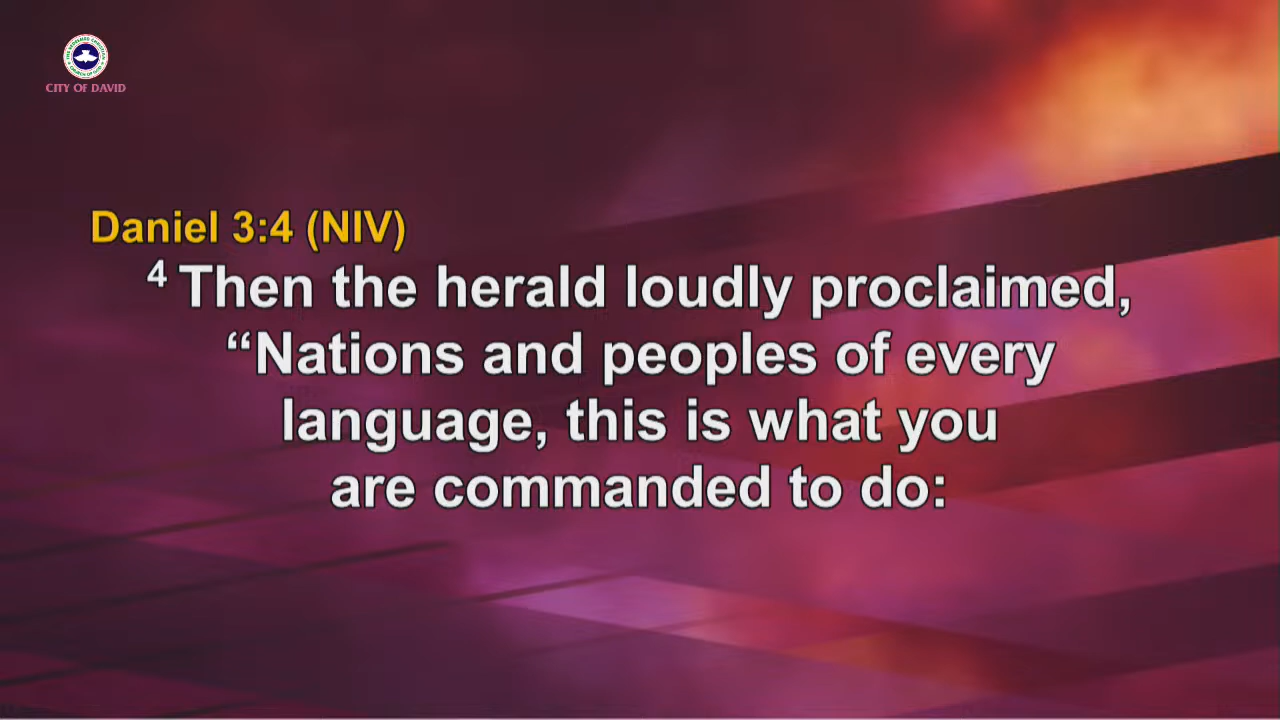 CITY OF DAVID
Daniel 3:4 (NIV)
4 Then the herald loudly proclaimed,
“Nations and peoples of every
language, this is what you
are commanded to do: